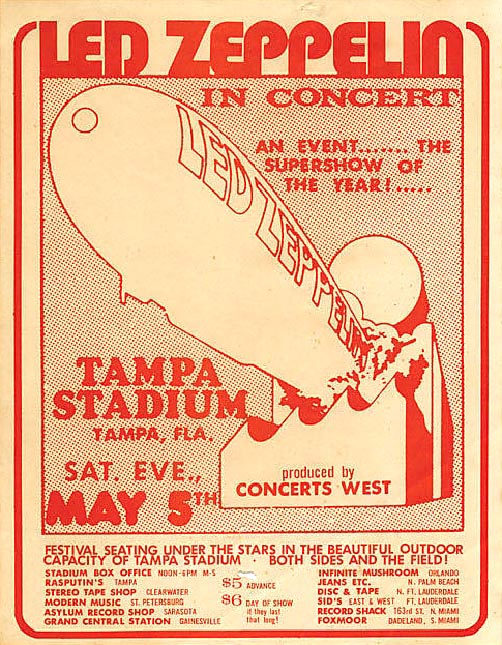 LED ZEPPELIN
IN CONCERT
AN EVENT....... THE
SUPERSHOW OF
THE YEAR!.....
LED ZEPPELIN
TAMPA
STADIUM
TAMPA, FLA.
SAT. EVE.,
MAY 5TH
produced by
CONCERTS WEST
FESTIVAL SEATING UNDER THE STARS IN THE BEAUTIFUL OUTDOOR
CAPACITY OF TAMPA STADIUM · BOTH SIDES AND THE FIELD!
STADIUM BOX OFFICE NOON-6PM M-S
RASPUTIN'S TAMPA
STEREO TAPE SHOP CLEARWATER
MODERN MUSIC ST. PETERSBURG
ASYLUM RECORD SHOP SARASOTA
GRAND CENTRAL STATION GAINESVILLE
$5 ADVANCE
$6 DAY OF SHOW
if they last
that long!
INFINITE MUSHROOM ORLANDO
JEANS ETC. N. PALM BEACH
DISC & TAPE N. FT. LAUDERDALE
SID'S EAST & WEST FT. LAUDERDALE
RECORD SHACK 163rd ST. N. MIAMI
FOXMOOR DADELAND, S. MIAMI